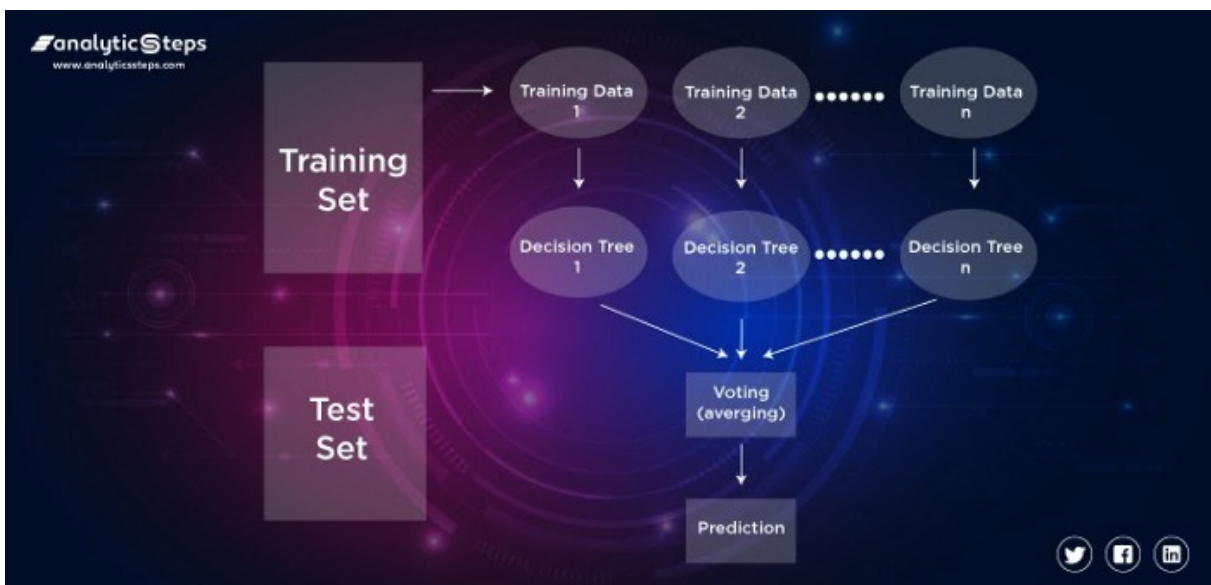 analyticSteps
www.analyticssteps.com
Training
Set
Training Data
1
Training Data
2
Training Data
n
Decision Tree
1
Decision Tree
2
Decision Tree
n
Test
Set
Voting
(averging)
Prediction